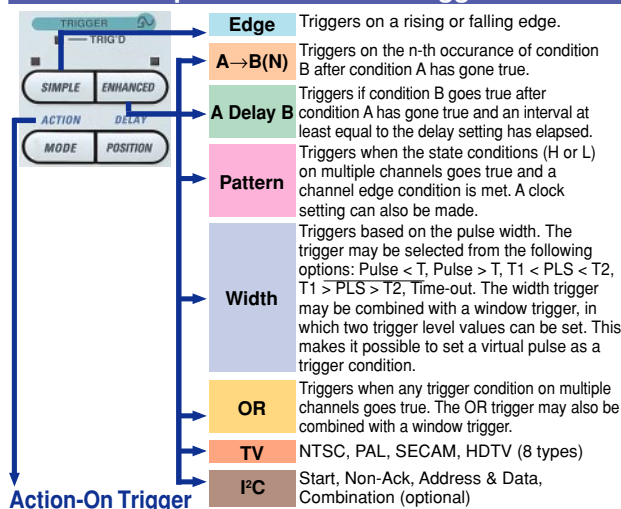 TRIGGER
TRIG'D
SIMPLE ENHANCED
ACTION DELAY
MODE POSITION
Edge
Triggers on a rising or falling edge.
A→B(N)
Triggers on the n-th occurance of condition
B after condition A has gone true.
A Delay B
Triggers if condition B goes true after
condition A has gone true and an interval at
least equal to the delay setting has elapsed.
Pattern
Triggers when the state conditions (H or L)
on multiple channels goes true and a
channel edge condition is met. A clock
setting can also be made.
Width
Triggers based on the pulse width. The
trigger may be selected from the following
options: Pulse < T, Pulse > T, T1 < PLS < T2,
T1 > PLS > T2, Time-out. The width trigger
may be combined with a window trigger, in
which two trigger level values can be set. This
makes it possible to set a virtual pulse as a
trigger condition.
OR
Triggers when any trigger condition on multiple
channels goes true. The OR trigger may also be
combined with a window trigger.
TV
NTSC, PAL, SECAM, HDTV (8 types)
I²C
Start, Non-Ack, Address & Data,
Combination (optional)
Action-On Trigger